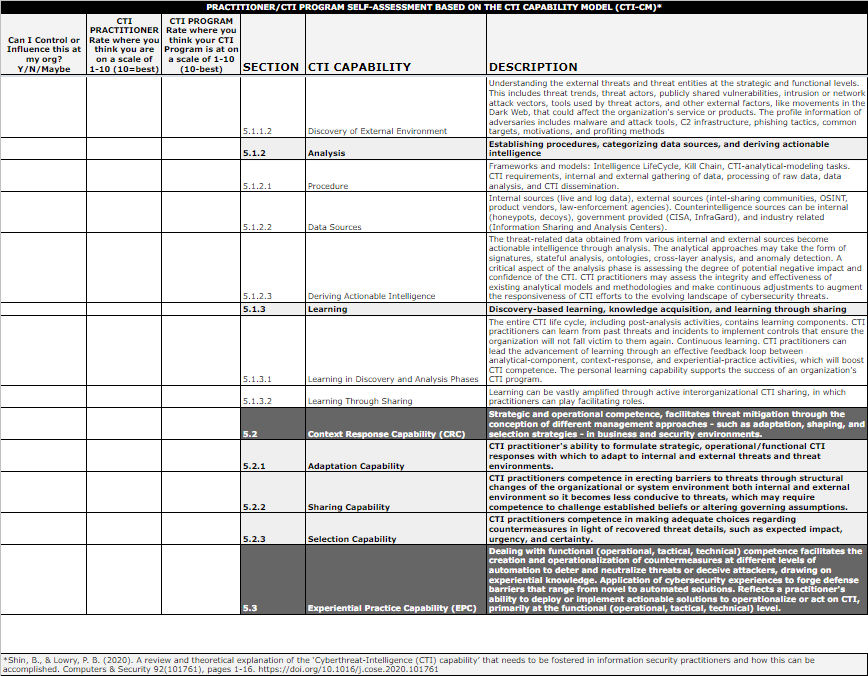 PRACTITIONER/CTI PROGRAM SELF-ASSESSMENT BASED ON THE CTI CAPABILITY MODEL (CTI-CM)*
Can I Control or
Influence this at
my org?
Y/N/Maybe
CTI
PRACTITIONER
Rate where you
think you are
on a scale of
1-10 (10=best)
CTI PROGRAM
Rate where you
think your CTI
Program is at on
a scale of 1-10
(10-best)
SECTION
CTI CAPABILITY
DESCRIPTION
5.1.1.2
Discovery of External Environment
Understanding the external threats and threat entities at the strategic and functional levels.
This includes threat trends, threat actors, publicly shared vulnerabilities, intrusion or network
attack vectors, tools used by threat actors, and other external factors, like movements in the
Dark Web, that could affect the organization's service or products. The profile information of
adversaries includes malware and attack tools, C2 infrastructure, phishing tactics, common
targets, motivations, and profiting methods
5.1.2
Analysis
Establishing procedures, categorizing data sources, and deriving actionable
intelligence
5.1.2.1
Procedure
Frameworks and models: Intelligence LifeCycle, Kill Chain, CTI-analytical-modeling tasks.
CTI requirements, internal and external gathering of data, processing of raw data, data
analysis, and CTI dissemination.
5.1.2.2
Data Sources
Internal sources (live and log data), external sources (intel-sharing communities, OSINT,
product vendors, law-enforcement agencies). Counterintelligence sources can be internal
(honeypots, decoys), government provided (CISA, InfraGard), and industry related
(Information Sharing and Analysis Centers).
5.1.2.3
Deriving Actionable Intelligence
The threat-related data obtained from various internal and external sources become
actionable intelligence through analysis. The analytical approaches may take the form of
signatures, stateful analysis, ontologies, cross-layer analysis, and anomaly detection. A
critical aspect of the analysis phase is assessing the degree of potential negative impact and
confidence of the CTI. CTI practitioners may assess the integrity and effectiveness of
existing analytical models and methodologies and make continuous adjustments to augment
the responsiveness of CTI efforts to the evolving landscape of cybersecurity threats.
5.1.3
Learning
Discovery-based learning, knowledge acquisition, and learning through sharing
5.1.3.1
Learning in Discovery and Analysis Phases
The entire CTI life cycle, including post-analysis activities, contains learning components. CTI
practitioners can learn from past threats and incidents to implement controls that ensure the
organization will not fall victim to them again. Continuous learning. CTI practitioners can
lead the advancement of learning through an effective feedback loop between
analytical-component, context-response, and experiential-practice activities, which will boost
CTI competence. The personal learning capability supports the success of an organization's
CTI program.
5.1.3.2
Learning Through Sharing
Learning can be vastly amplified through active interorganizational CTI sharing, in which
practitioners can play facilitating roles.
5.2
Context Response Capability (CRC)
Strategic and operational competence, facilitates threat mitigation through the
conception of different management approaches - such as adaptation, shaping, and
selection strategies - in business and security environments.
5.2.1
Adaptation Capability
CTI practitioner's ability to formulate strategic, operational/functional CTI
responses with which to adapt to internal and external threats and threat
environments.
5.2.2
Sharing Capability
CTI practitioners competence in erecting barriers to threats through structural
changes of the organizational or system environment both internal and external
environment so it becomes less conducive to threats, which may require
competence to challenge established beliefs or altering governing assumptions.
5.2.3
Selection Capability
CTI practitioners competence in making adequate choices regarding
countermeasures in light of recovered threat details, such as expected impact,
urgency, and certainty.
5.3
Experiential Practice Capability (EPC)
Dealing with functional (operational, tactical, technical) competence facilitates the
creation and operationalization of countermeasures at different levels of
automation to deter and neutralize threats or deceive attackers, drawing on
experiential knowledge. Application of cybersecurity experiences to forge defense
barriers that range from novel to automated solutions. Reflects a practitioner's
ability to deploy or implement actionable solutions to operationalize or act on CTI,
primarily at the functional (operational, tactical, technical) level.
*Shin, B., & Lowry, P. B. (2020). A review and theoretical explanation of the 'Cyberthreat-Intelligence (CTI) capability' that needs to be fostered in information security practitioners and how this can be
accomplished. Computers & Security 92(101761), pages 1-16. https://doi.org/10.1016/j.cose.2020.101761